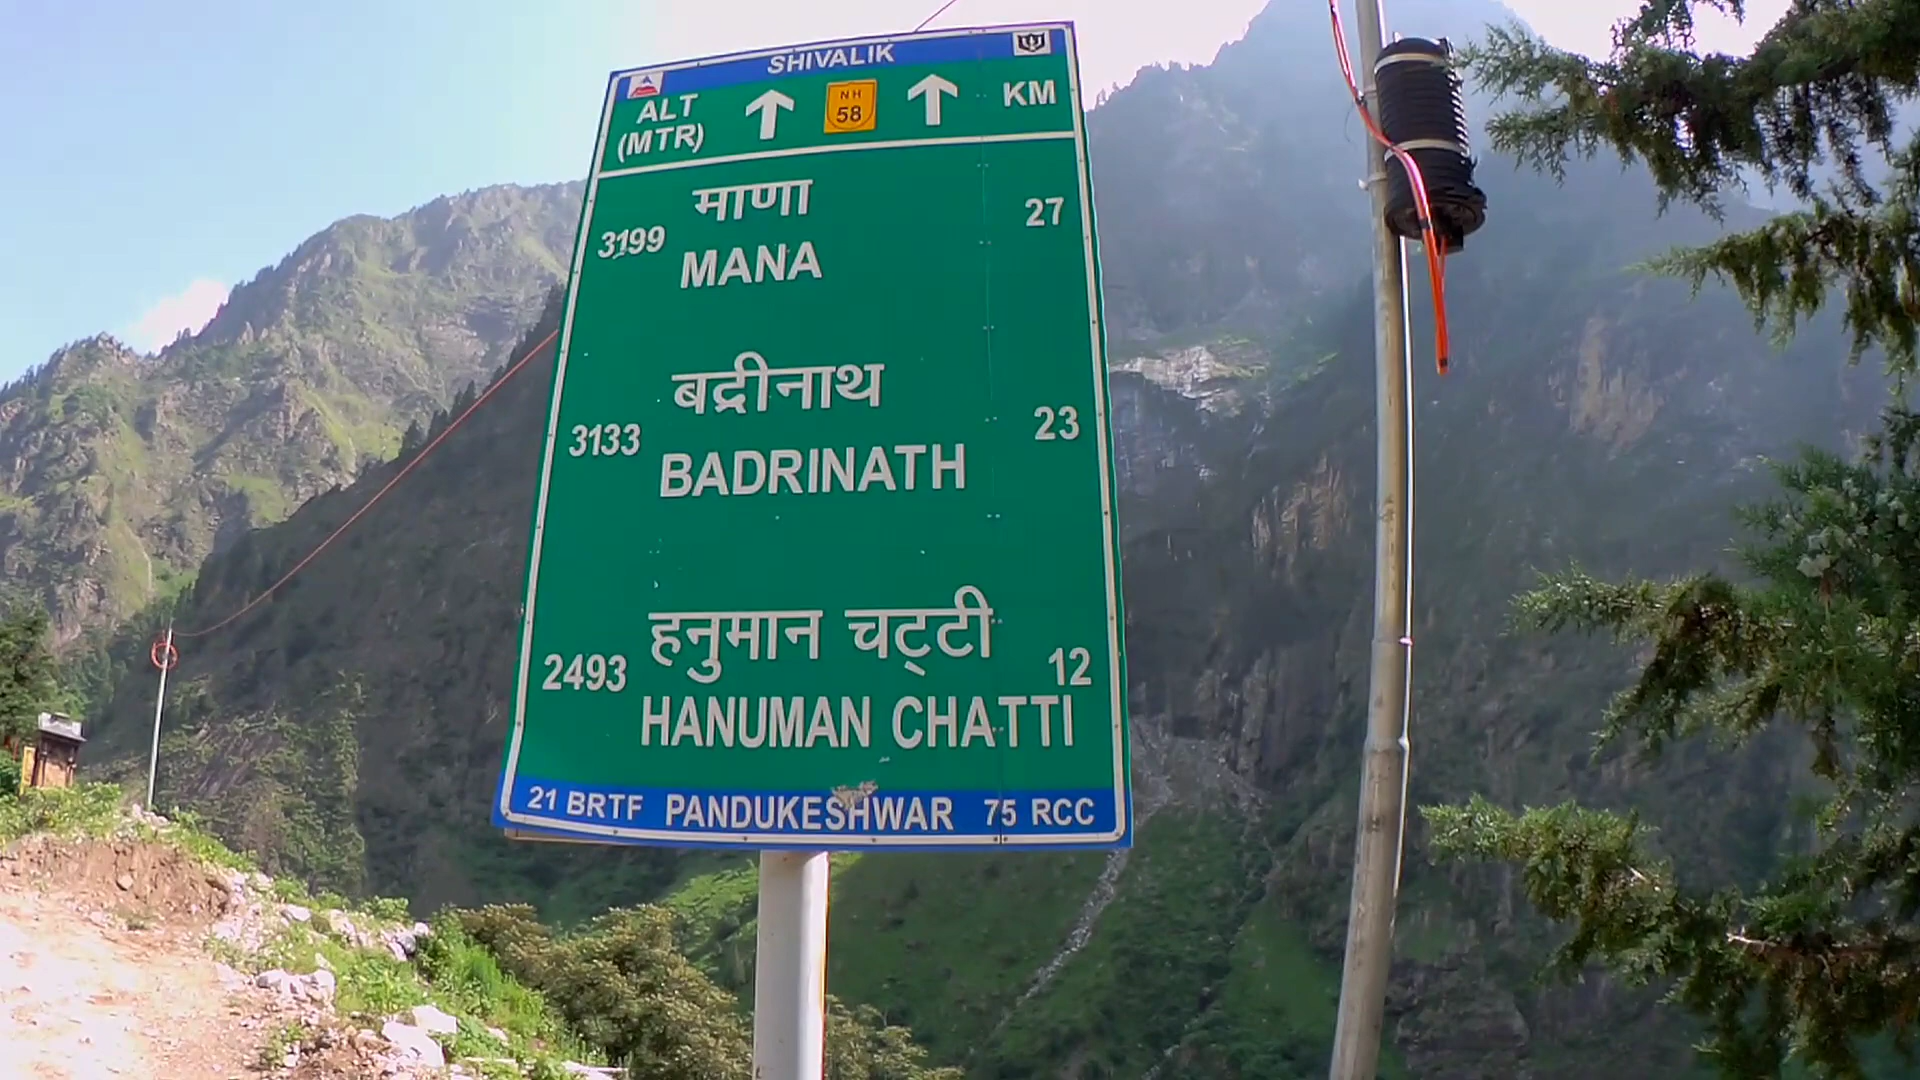 SHIVALIK
ALT (MTR) NH 58 KM
माणा
3199 MANA 27
बद्रीनाथ
3133 BADRINATH 23
हनुमान चट्टी
2493 HANUMAN CHATTI 12
21 BRTF PANDUKESHWAR 75 RCC